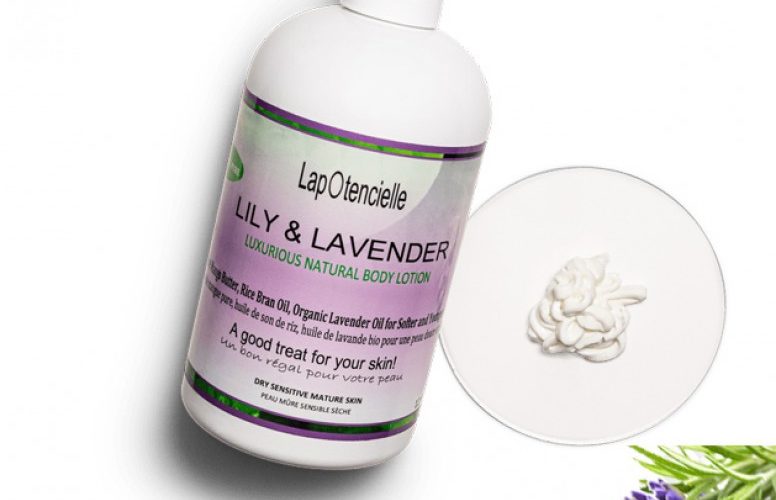 LapOtencielle
LILY & LAVENDER
LUXURIOUS NATURAL BODY LOTION
Butter, Rice Bran Oil, Organic Lavender Oil for Softer and
pure, huile de son de riz, huile de lavande bio pour une peau
A good treat for your skin!
un bon régal pour votre peau
DRY SENSITIVE MATURE SKIN
PEAU MÛRE SENSIBLE SÈCHE